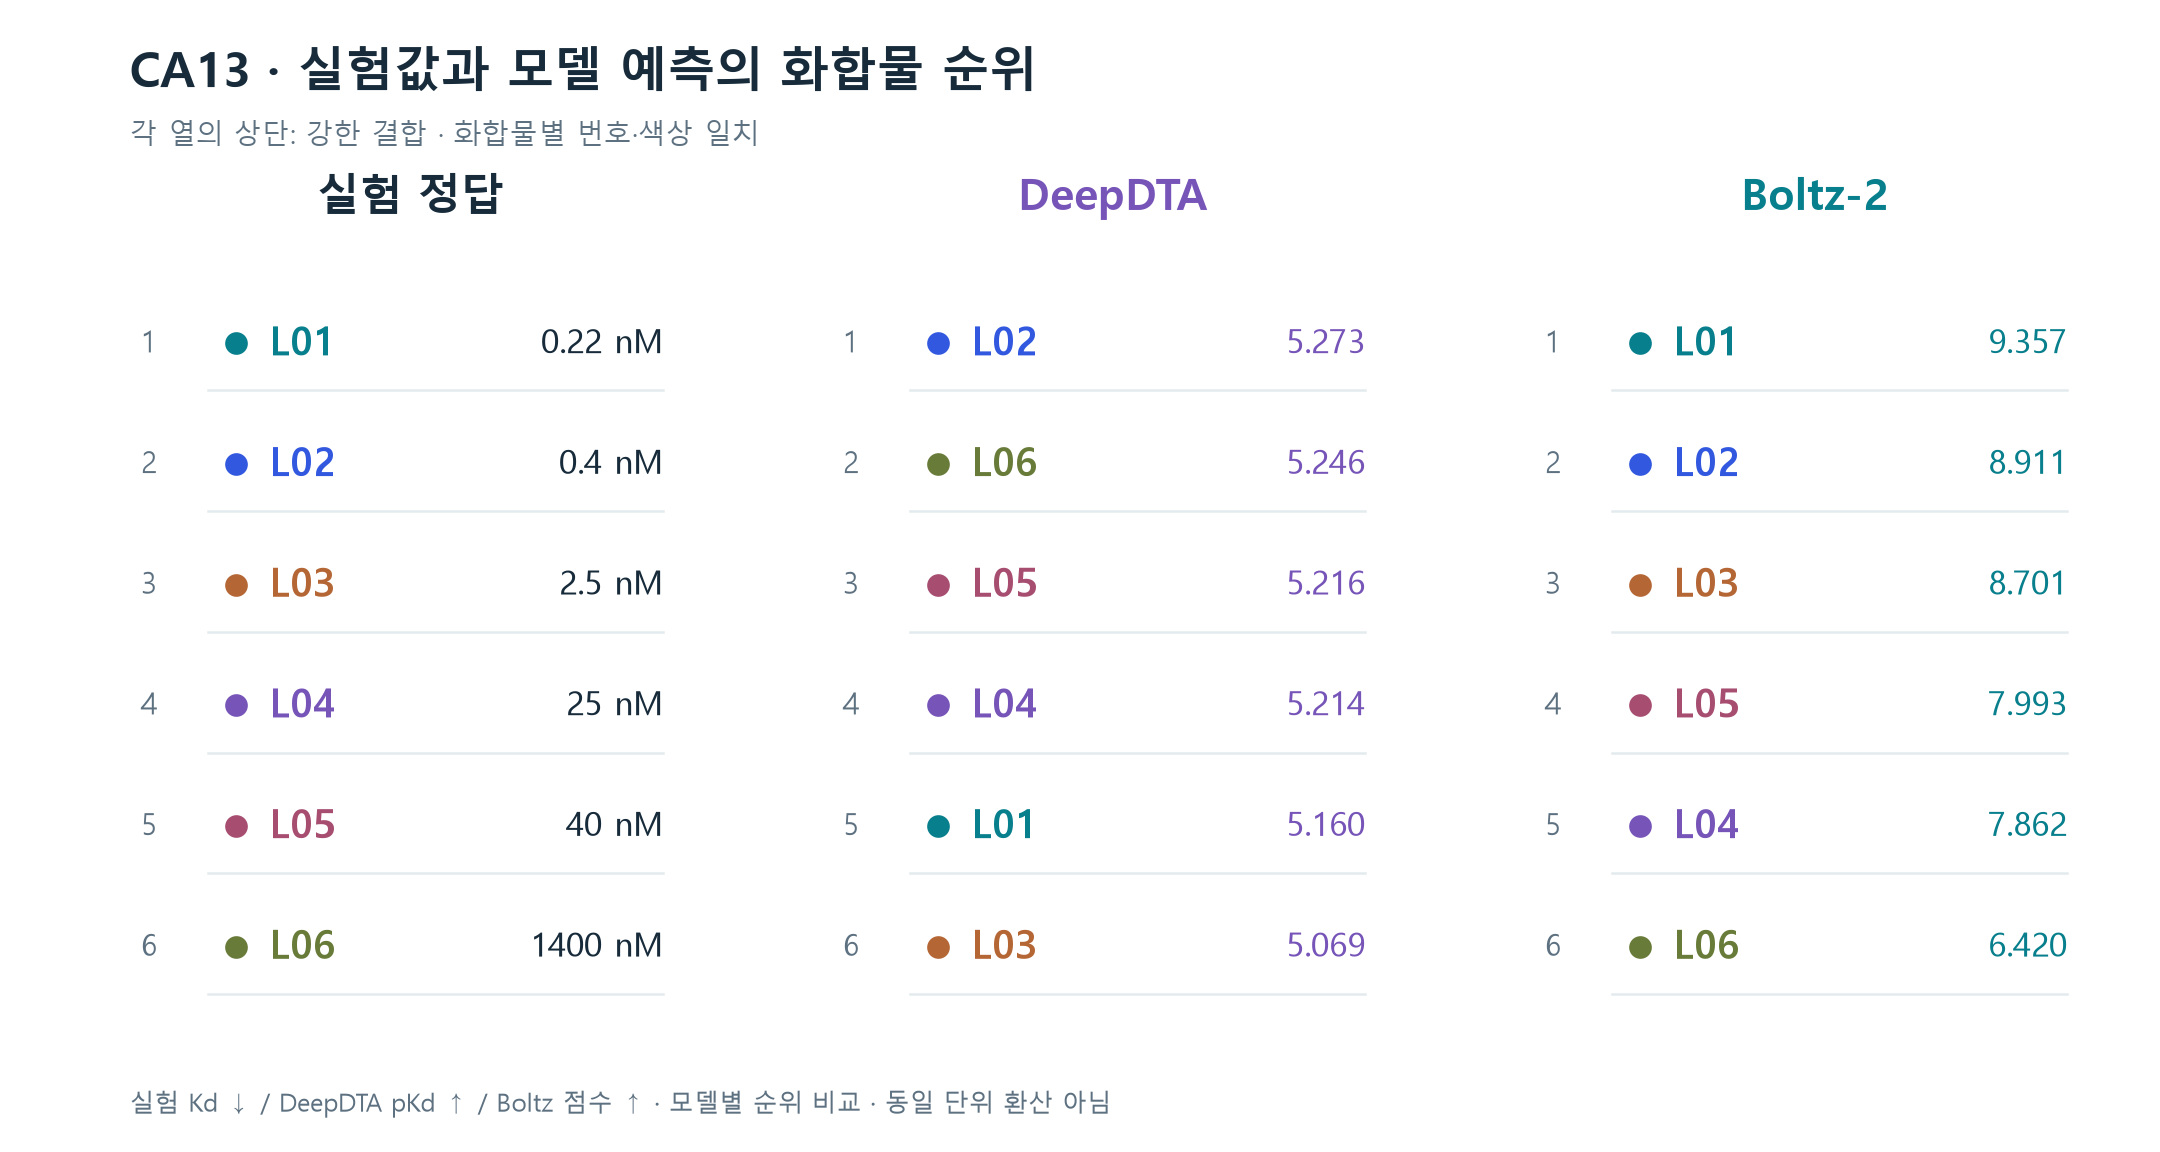 CA13 · 실험값과 모델 예측의 화합물 순위
각 열의 상단: 강한 결합 · 화합물별 번호·색상 일치
실험 정답 DeepDTA Boltz-2
1 L01 0.22 nM 1 L02 5.273 1 L01 9.357
2 L02 0.4 nM 2 L06 5.246 2 L02 8.911
3 L03 2.5 nM 3 L05 5.216 3 L03 8.701
4 L04 25 nM 4 L04 5.214 4 L05 7.993
5 L05 40 nM 5 L01 5.160 5 L04 7.862
6 L06 1400 nM 6 L03 5.069 6 L06 6.420
실험 Kd ↓ / DeepDTA pKd ↑ / Boltz 점수 ↑ · 모델별 순위 비교 · 동일 단위 환산 아님